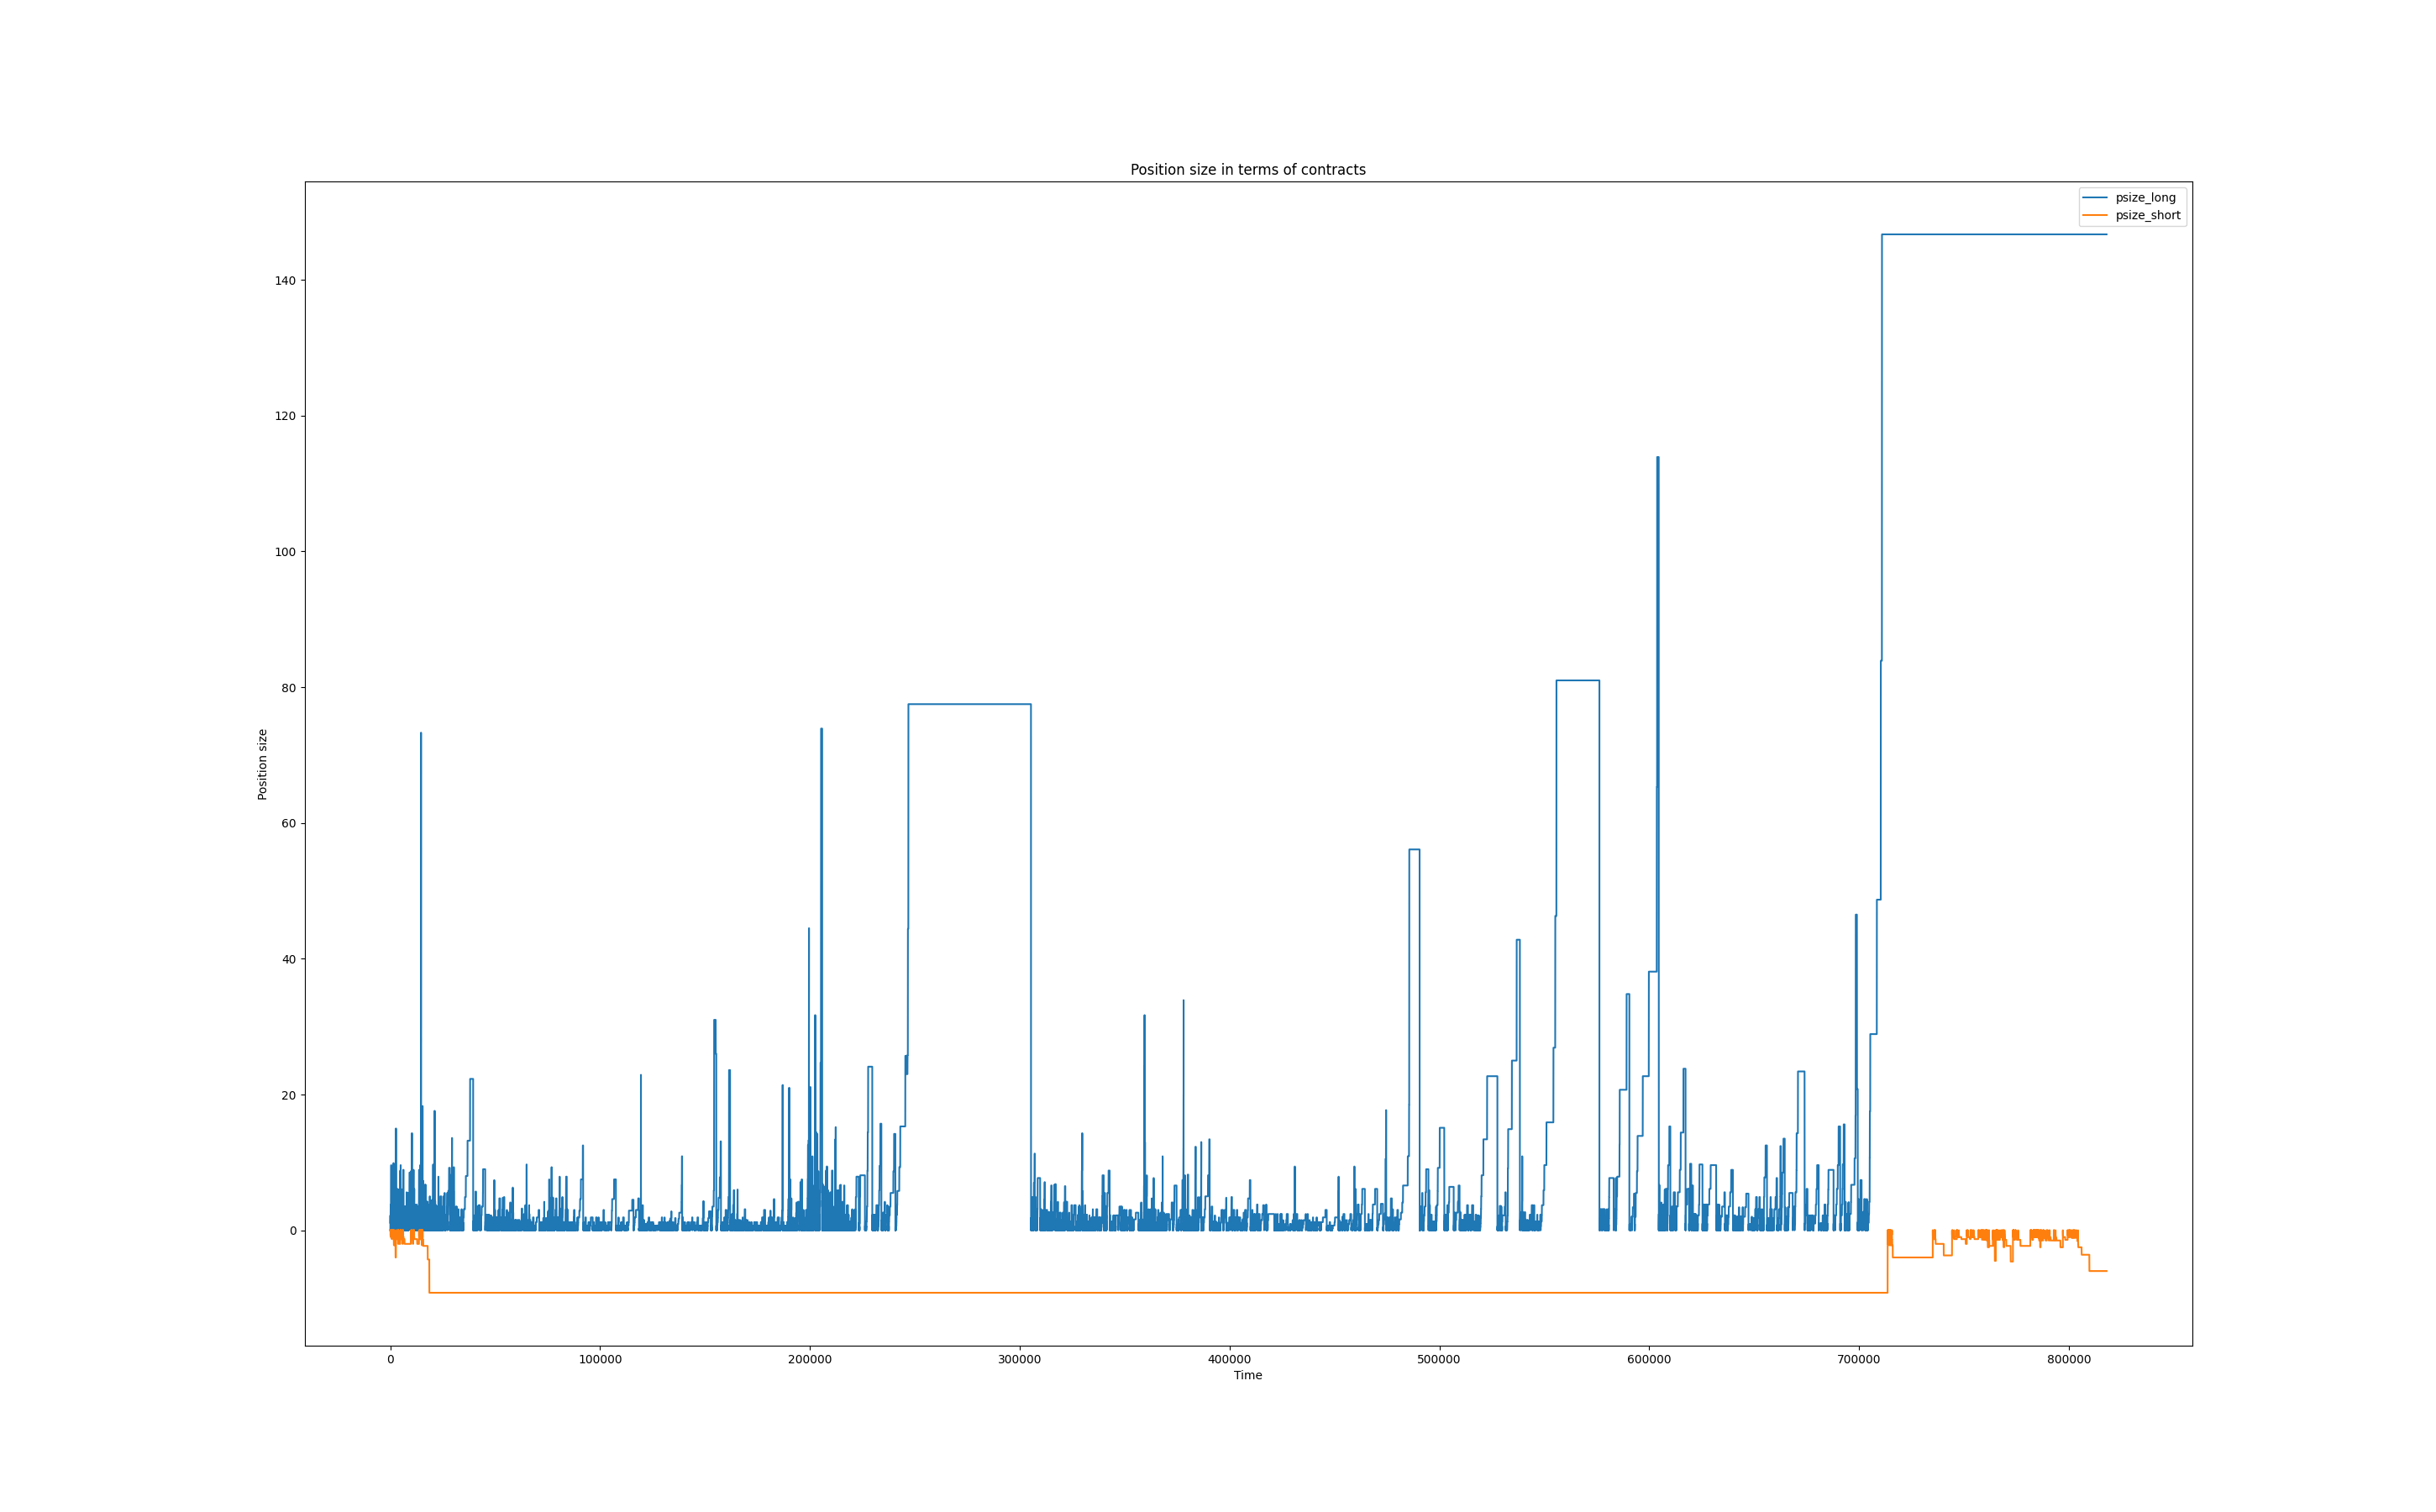 Position size in terms of contracts
psize_long
psize_short
140
120
100
80
60
40
20
0
Position size
0 100000 200000 300000 400000 500000 600000 700000 800000
Time